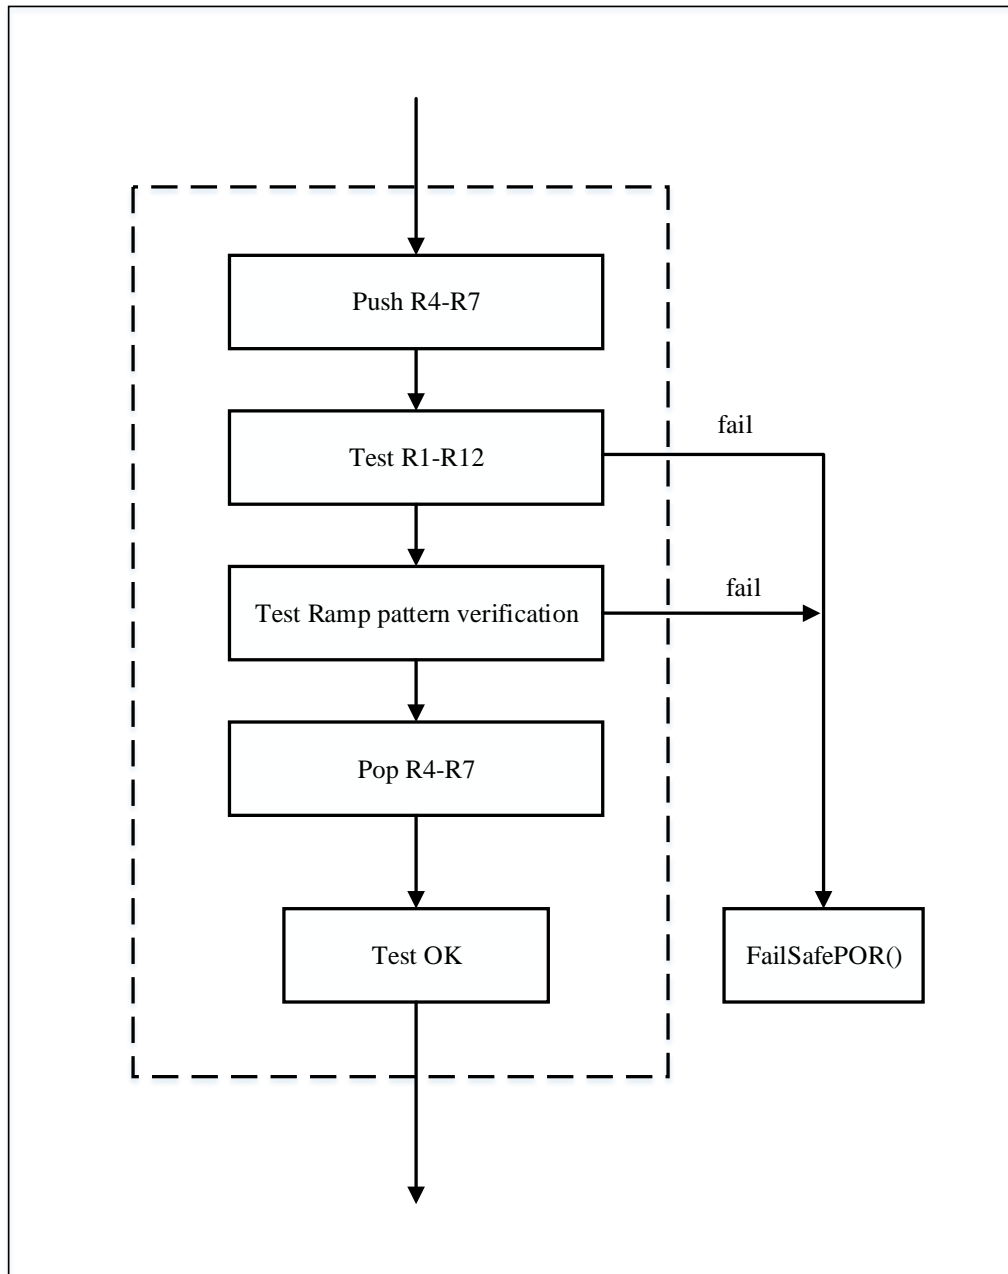 Push R4-R7
Test R1-R12
fail
Test Ramp pattern verification
fail
Pop R4-R7
Test OK
FailSafePOR()